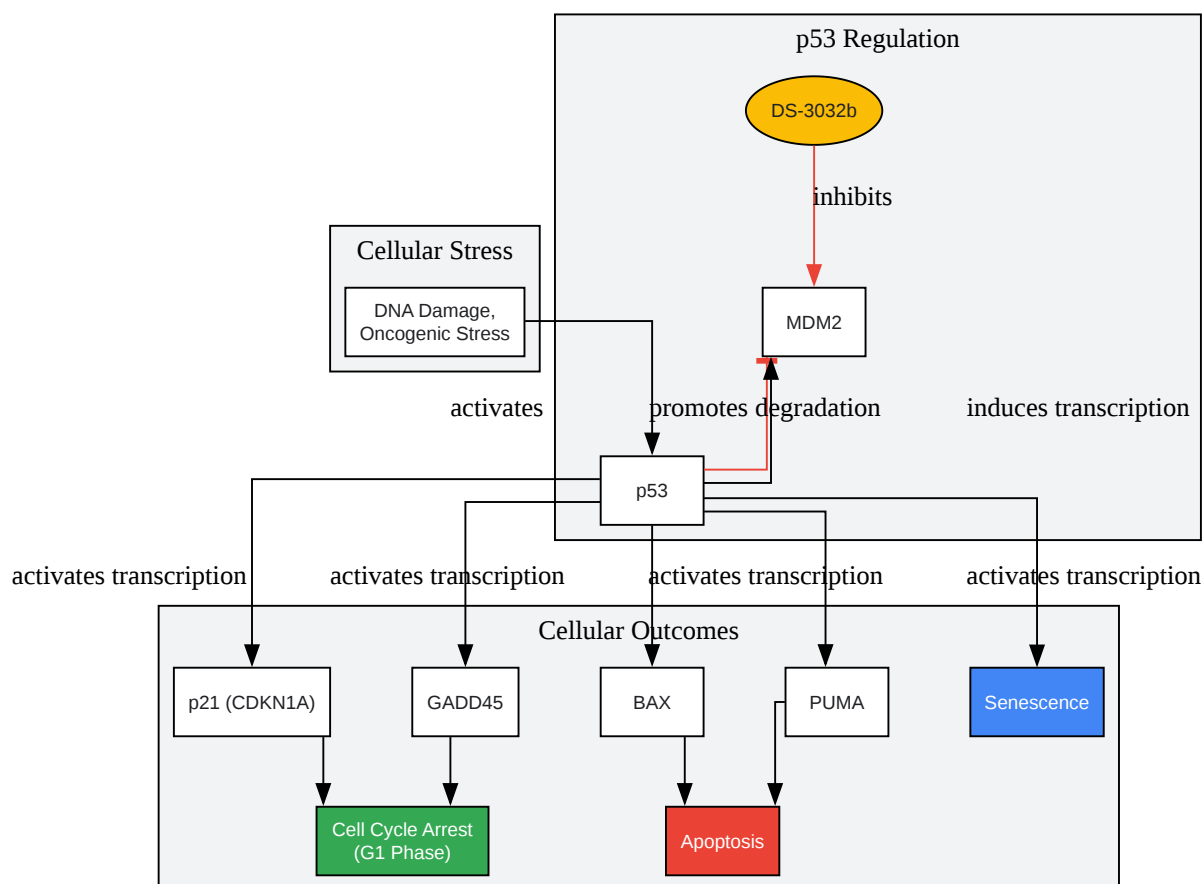 p53 Regulation
DS-3032b
inhibits
Cellular Stress
DNA Damage,
Oncogenic Stress
MDM2
activates
promotes degradation
induces transcription
p53
activates transcription
activates transcription
activates transcription
activates transcription
Cellular Outcomes
p21 (CDKN1A)
GADD45
BAX
PUMA
Senescence
Cell Cycle Arrest
(G1 Phase)
Apoptosis